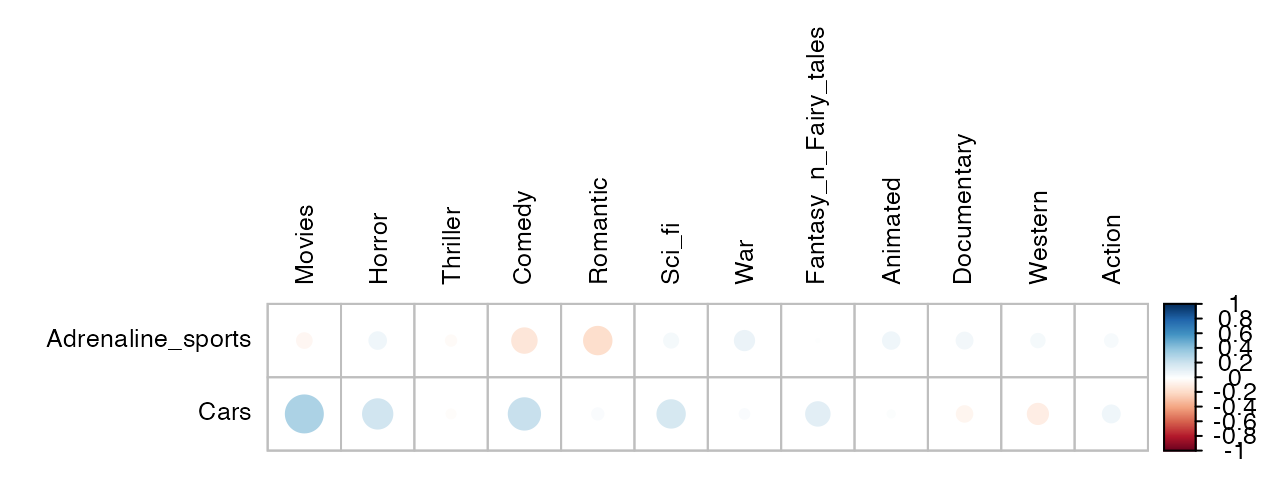 Movies
Horror
Thriller
Comedy
Romantic
Sci_fi
War
Fantasy_n_Fairy_tales
Animated
Documentary
Western
Action
Adrenaline_sports
Cars
1
0.8
0.6
0.4
0.2
0
-0.2
-0.4
-0.6
-0.8
-1